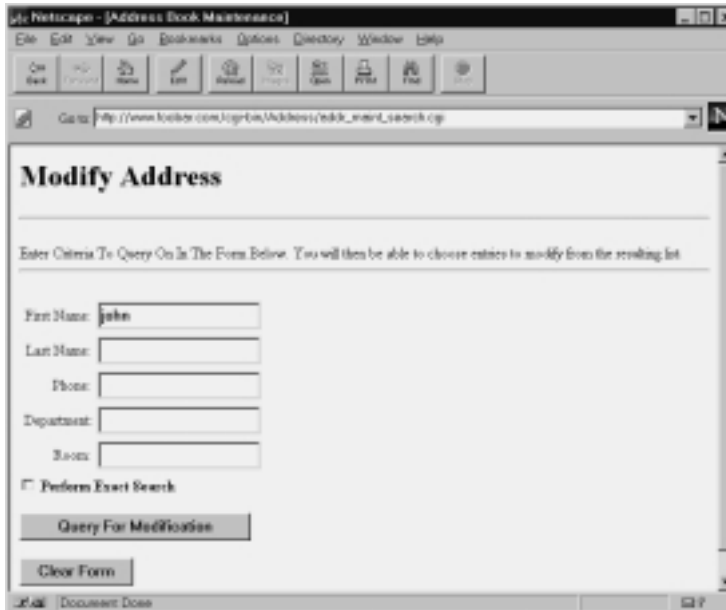 Netscape - [Address Book Maintenance]
File Edit View Go Bookmarks Options Directory Window Help
Back Forward Home Edit Reload Images Open Print Find Stop
Go to: http://www.foobar.com/cgi-bin/Address/addr_maint_search.cgi
N
Modify Address
Enter Criteria To Query On In The Form Below. You will then be able to choose entries to modify from the resulting list.
First Name: john
Last Name:
Phone:
Department:
Room:
Perform Exact Search
Query For Modification
Clear Form
Document: Done